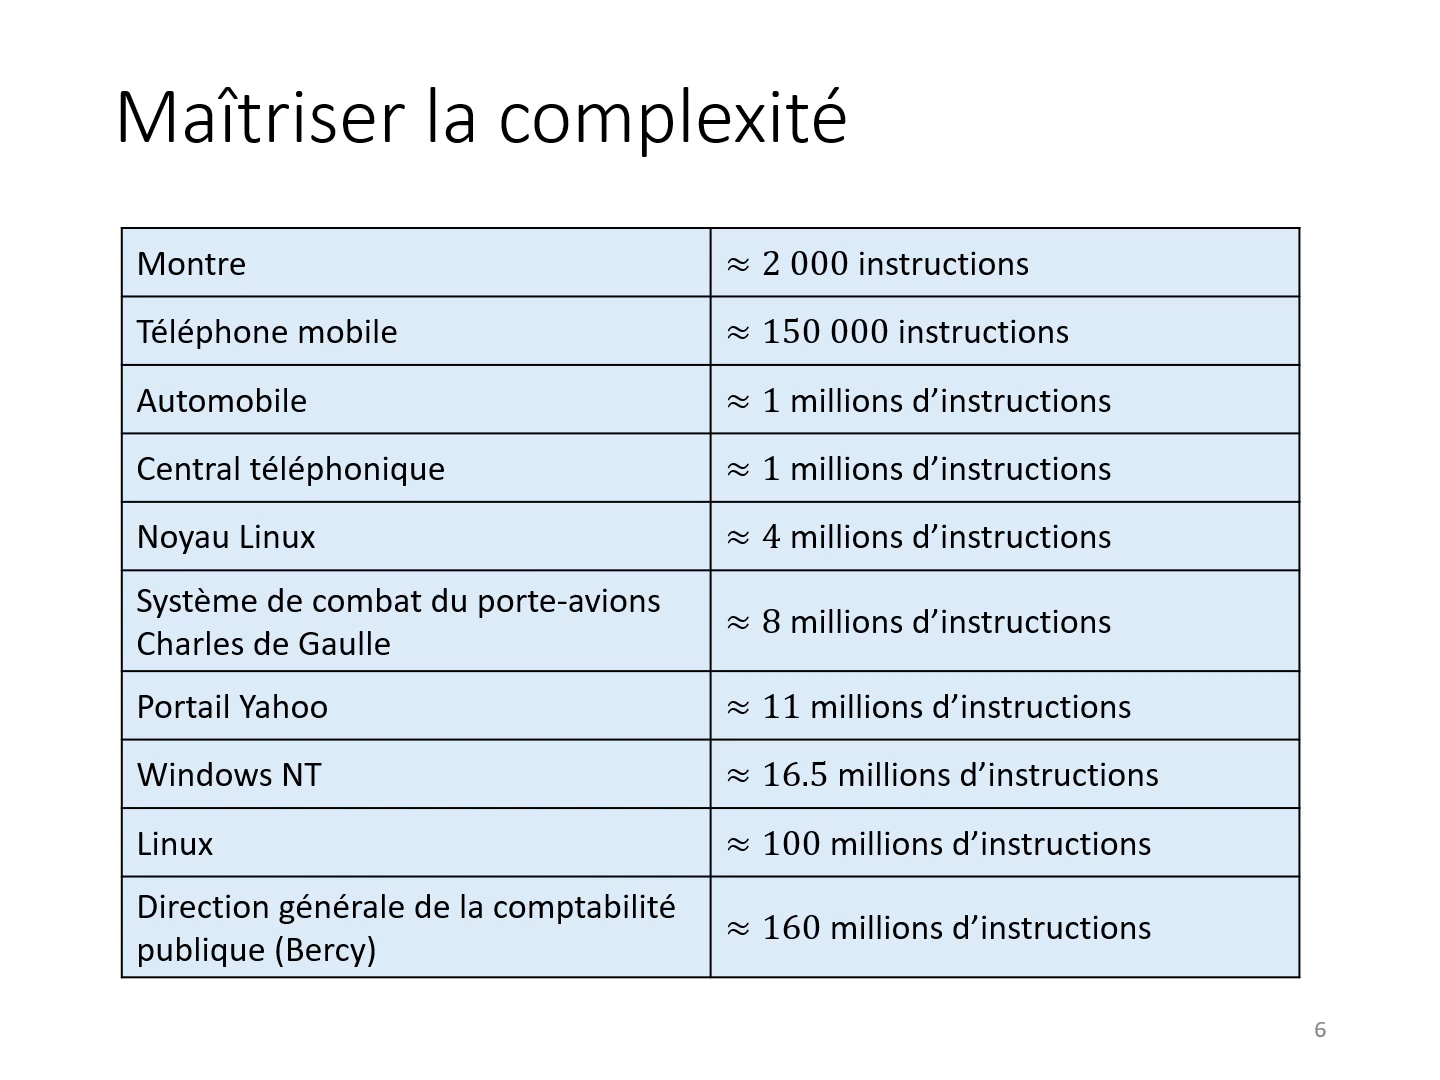 Maîtriser la complexité
Montre
≈ 2 000 instructions
Téléphone mobile
≈ 150 000 instructions
Automobile
≈ 1 millions d’instructions
Central téléphonique
≈ 1 millions d’instructions
Noyau Linux
≈ 4 millions d’instructions
Système de combat du porte-avions
Charles de Gaulle
≈ 8 millions d’instructions
Portail Yahoo
≈ 11 millions d’instructions
Windows NT
≈ 16.5 millions d’instructions
Linux
≈ 100 millions d’instructions
Direction générale de la comptabilité
publique (Bercy)
≈ 160 millions d’instructions
6